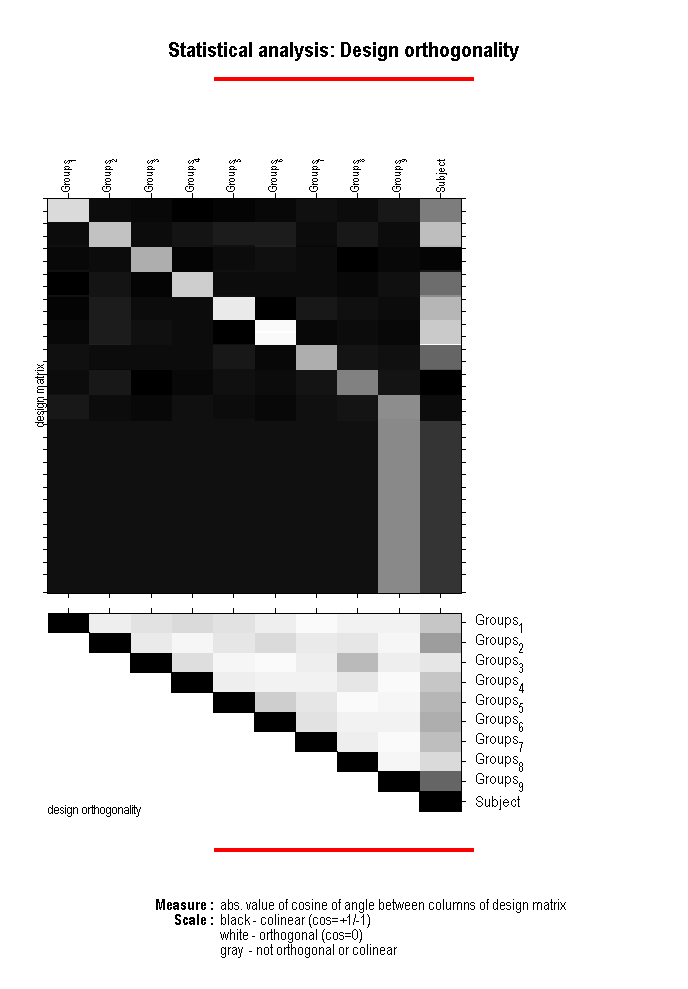 Statistical analysis: Design orthogonality
Groups1 Groups2 Groups3 Groups4 Groups5 Groups6 Groups7 Groups8 Groups9 Subject
design matrix
Groups1
Groups2
Groups3
Groups4
Groups5
Groups6
Groups7
Groups8
Groups9
Subject
design orthogonality
Measure : abs. value of cosine of angle between columns of design matrix
Scale : black - colinear (cos=+1/-1)
white - orthogonal (cos=0)
gray - not orthogonal or colinear